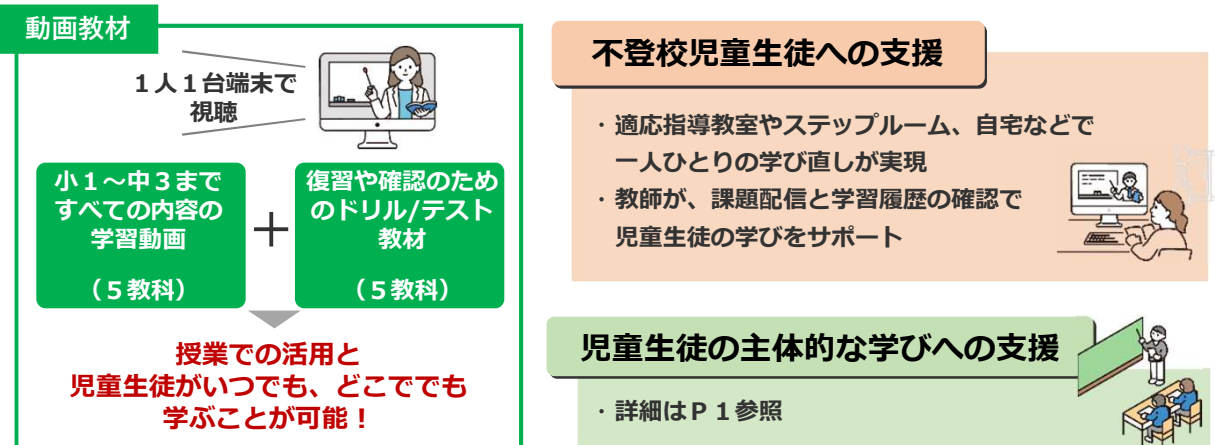 動画教材
１人１台端末で
視聴
小１～中３まで
すべての内容の
学習動画
（５教科）
＋
復習や確認のため
のドリル/テスト
教材
（５教科）
授業での活用と
児童生徒がいつでも、どこででも
学ぶことが可能！
不登校児童生徒への支援
・適応指導教室やステップルーム、自宅などで
一人ひとりの学び直しが実現
・教師が、課題配信と学習履歴の確認で
児童生徒の学びをサポート
児童生徒の主体的な学びへの支援
・詳細はＰ１参照